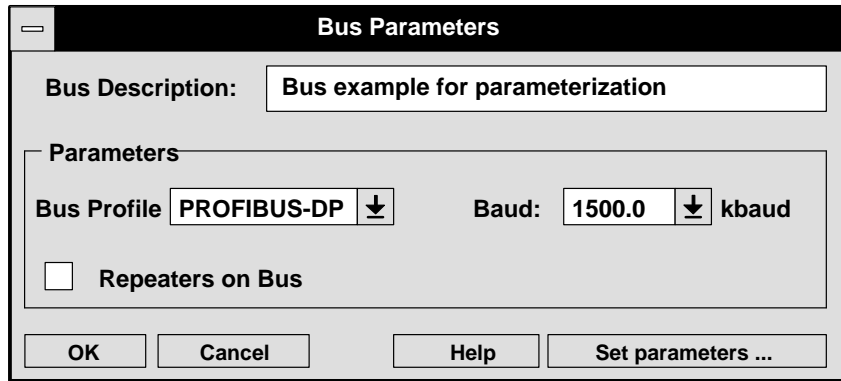 Bus Parameters
Bus Description: Bus example for parameterization
Parameters
Bus Profile PROFIBUS-DP Baud: 1500.0 kbaud
Repeaters on Bus
OK Cancel Help Set parameters ...